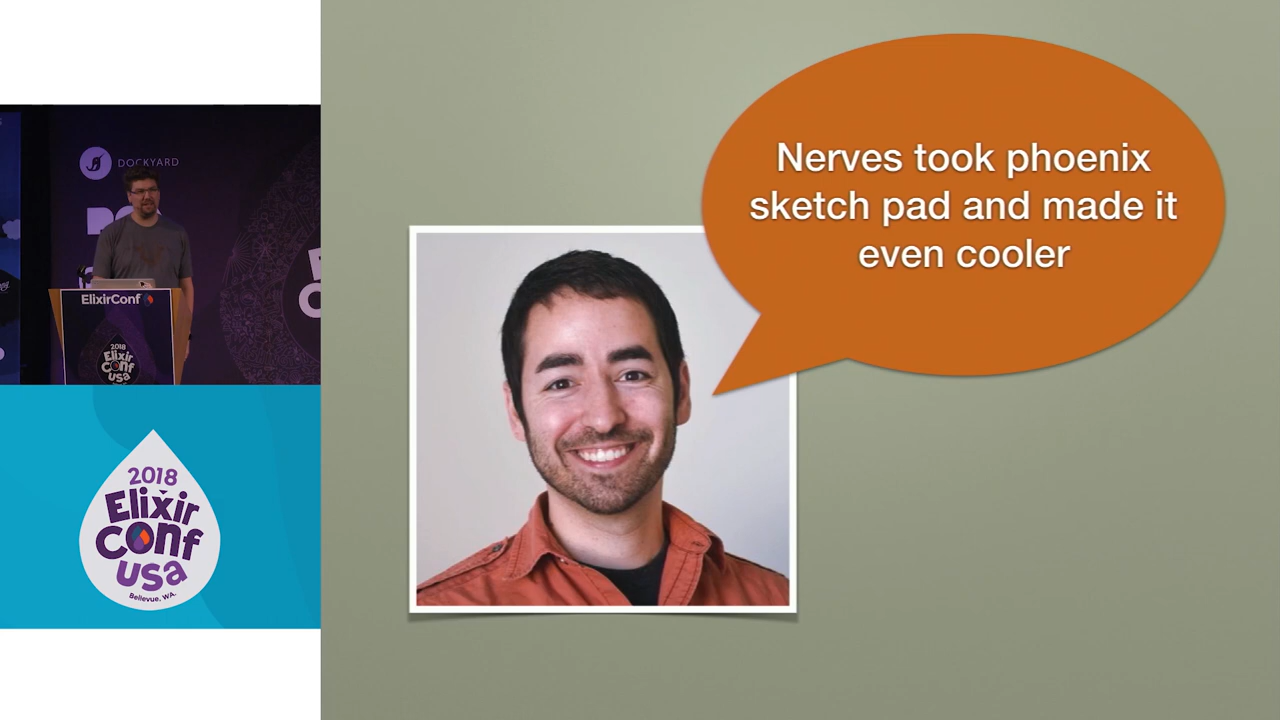 DOCKYARD
ElixirConf
2018
Elixir
Conf
USA
2018
Elixir
Conf
USA
Bellevue, WA.
Nerves took phoenix
sketch pad and made it
even cooler